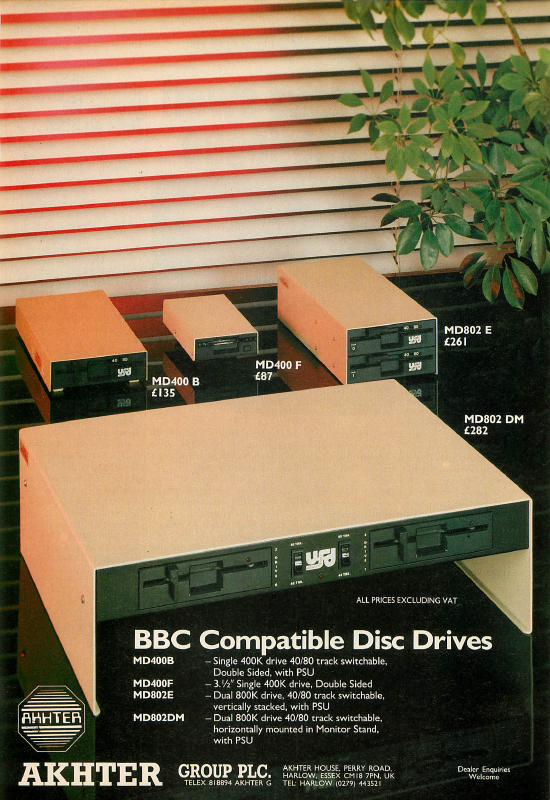 MD802 E
£261
MD400 F
£87
MD400 B
£135
MD802 DM
£282
ysd
ALL PRICES EXCLUDING VAT
BBC Compatible Disc Drives
MD400B – Single 400K drive 40/80 track switchable,
Double Sided, with PSU
MD400F – 3.½" Single 400K drive, Double Sided
MD802E – Dual 800K drive, 40/80 track switchable,
vertically stacked, with PSU
MD802DM – Dual 800K drive 40/80 track switchable,
horizontally mounted in Monitor Stand,
with PSU
AKHTER
AKHTER GROUP PLC.
TELEX 818894 AKHTER G
AKHTER HOUSE, PERRY ROAD,
HARLOW, ESSEX CM18 7PN, UK
TEL: HARLOW (0279) 443521
Dealer Enquiries
Welcome